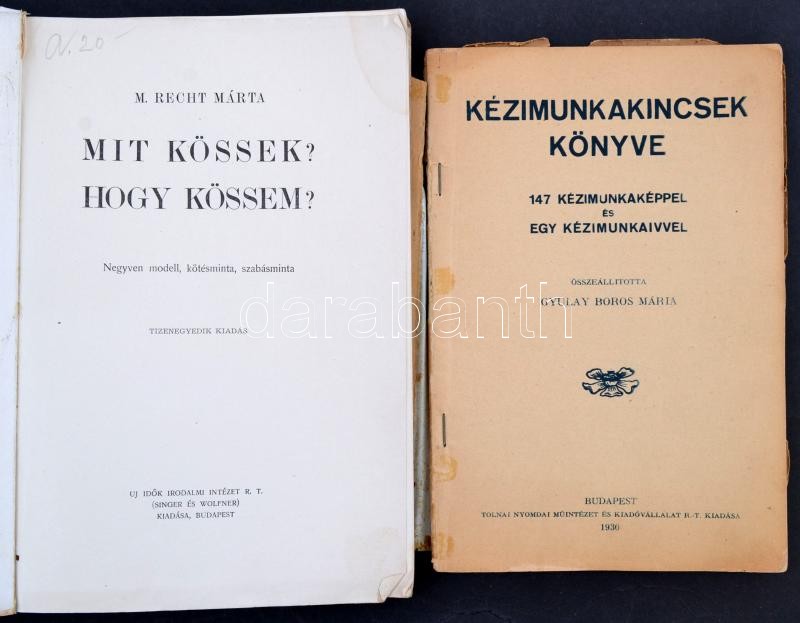 a. 20-
M. RECHT MÁRTA
MIT KÖSSEK?
HOGY KÖSSEM?
Negyven modell, kötésminta, szabásminta
TIZENEGYEDIK KIADÁS
UJ IDŐK IRODALMI INTÉZET R. T.
(SINGER ÉS WOLFNER)
KIADÁSA, BUDAPEST
KÉZIMUNKAKINCSEK
KÖNYVE
147 KÉZIMUNKAKÉPPEL
ÉS
EGY KÉZIMUNKAIVVEL
ÖSSZEÁLLITOTTA
GYULAY BOROS MÁRIA
BUDAPEST
TOLNAI NYOMDAI MŰINTÉZET ÉS KIADÓVÁLLALAT R.-T. KIADÁSA
1930
darabanth